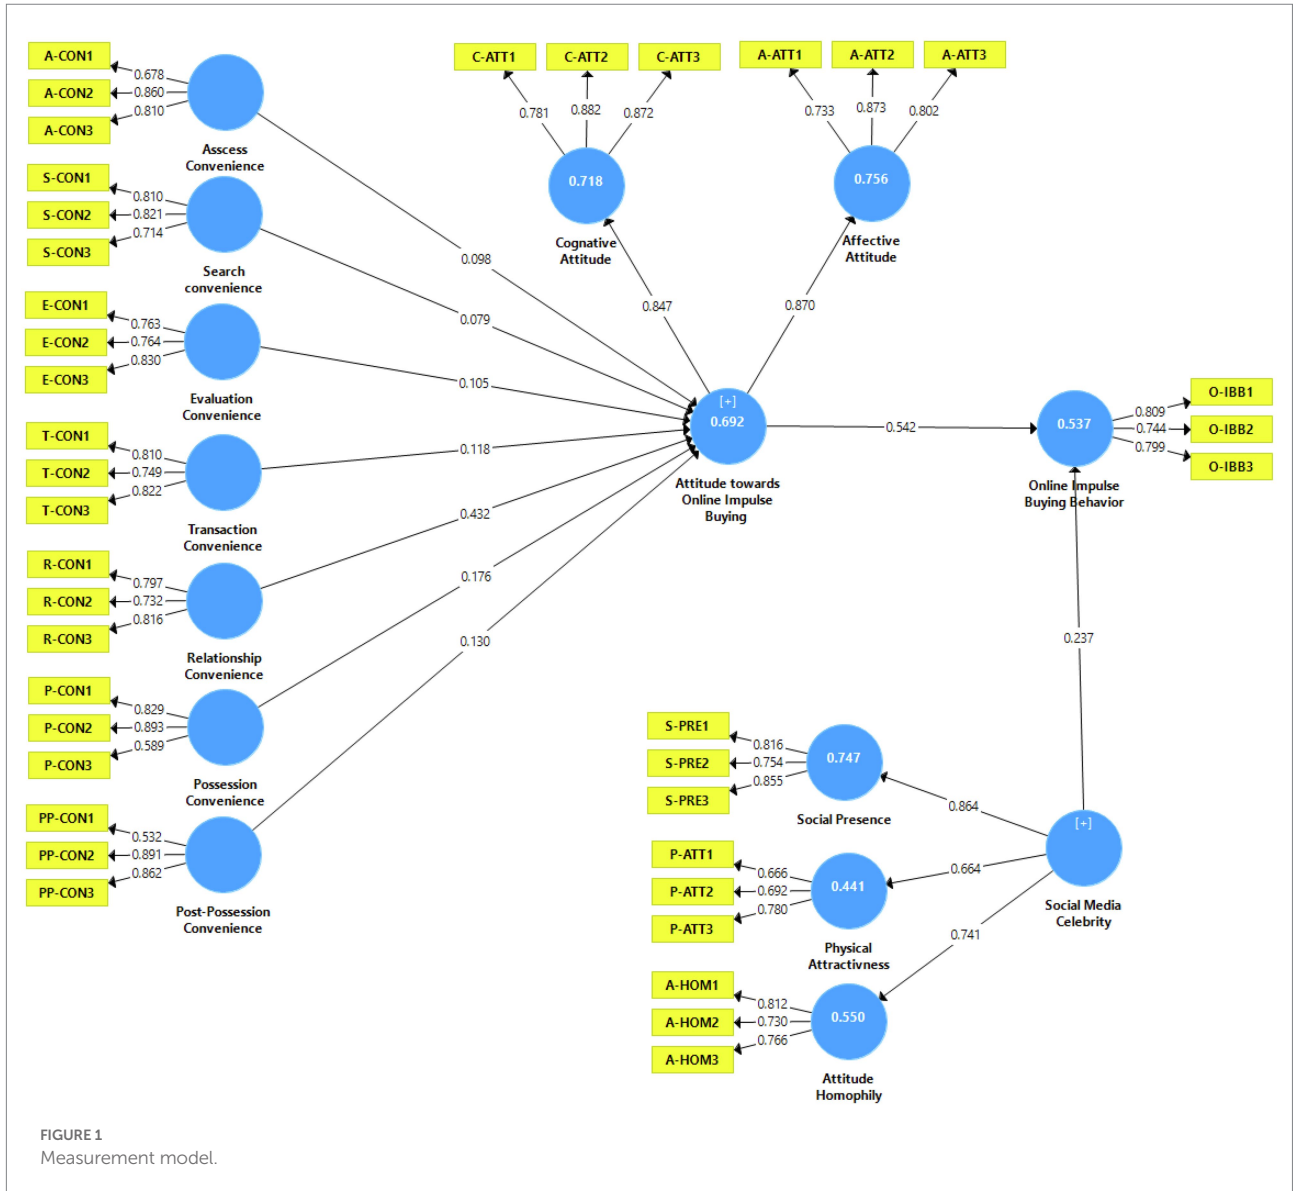 A-CON1
A-CON2
A-CON3
0.678
0.860
0.810
Asscess
Convenience
S-CON1
S-CON2
S-CON3
0.810
0.821
0.714
Search
convenience
E-CON1
E-CON2
E-CON3
0.763
0.764
0.830
Evaluation
Convenience
T-CON1
T-CON2
T-CON3
0.810
0.749
0.822
Transaction
Convenience
R-CON1
R-CON2
R-CON3
0.797
0.732
0.816
Relationship
Convenience
P-CON1
P-CON2
P-CON3
0.829
0.893
0.589
Possession
Convenience
PP-CON1
PP-CON2
PP-CON3
0.532
0.891
0.862
Post-Possession
Convenience
0.098
0.079
0.105
0.118
0.432
0.176
0.130
C-ATT1
C-ATT2
C-ATT3
0.781
0.882
0.872
0.718
Cognative
Attitude
A-ATT1
A-ATT2
A-ATT3
0.733
0.873
0.802
0.756
Affective
Attitude
0.847
0.870
[+]
0.692
Attitude towards
Online Impulse
Buying
0.542
0.537
Online Impulse
Buying Behavior
0.809
0.744
0.799
O-IBB1
O-IBB2
O-IBB3
0.237
S-PRE1
S-PRE2
S-PRE3
0.816
0.754
0.855
0.747
Social Presence
0.864
P-ATT1
P-ATT2
P-ATT3
0.666
0.692
0.780
0.441
Physical
Attractivness
0.664
A-HOM1
A-HOM2
A-HOM3
0.812
0.730
0.766
0.550
Attitude
Homophily
0.741
[+]
Social Media
Celebrity
FIGURE 1
Measurement model.